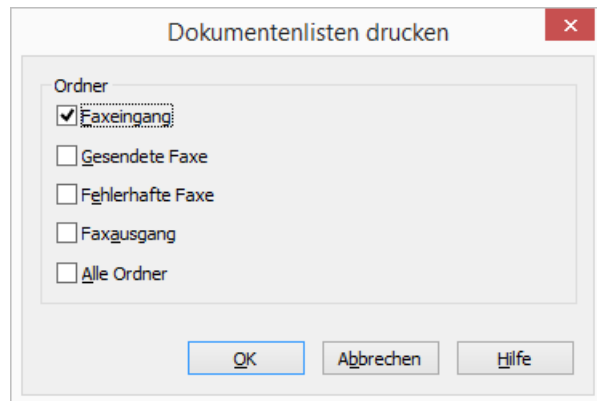 Dokumentenlisten drucken
Ordner
Faxeingang
Gesendete Faxe
Fehlerhafte Faxe
Faxausgang
Alle Ordner
OK Abbrechen Hilfe